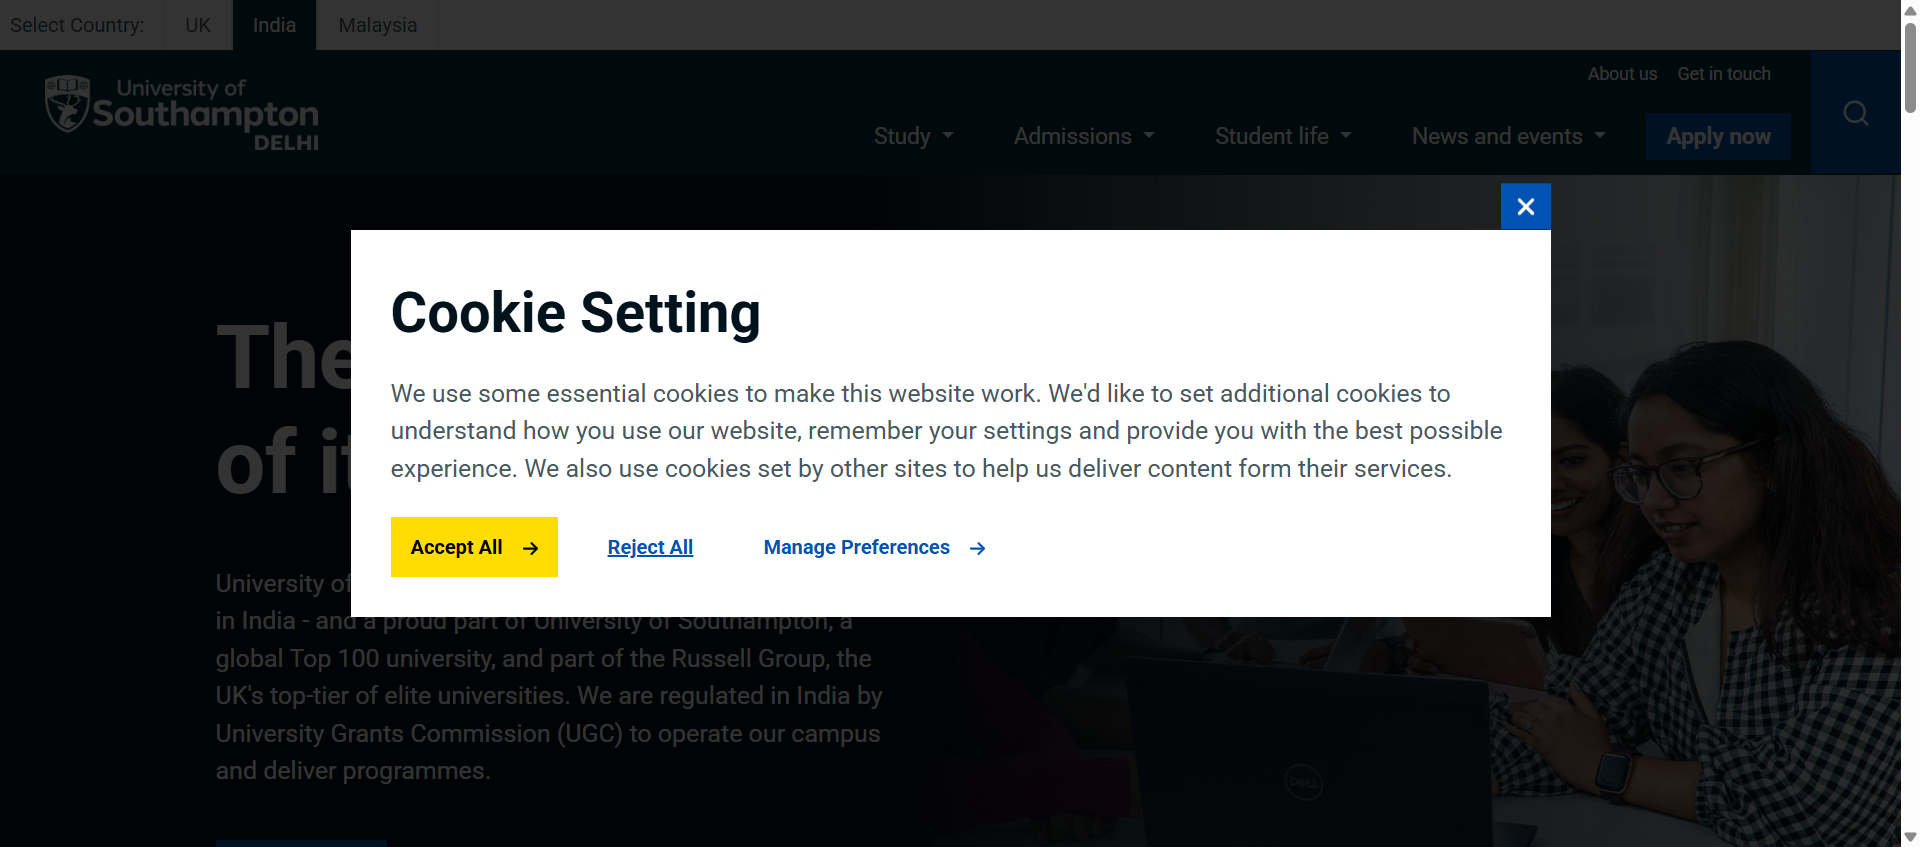 Select Country: UK India Malaysia
About us Get in touch
University of
Southampton
DELHI
Study Admissions Student life News and events Apply now
The
of it
Cookie Setting
We use some essential cookies to make this website work. We'd like to set additional cookies to
understand how you use our website, remember your settings and provide you with the best possible
experience. We also use cookies set by other sites to help us deliver content form their services.
Accept All Reject All Manage Preferences
University of
in India - and a proud part of University of Southampton, a
global Top 100 university, and part of the Russell Group, the
UK's top-tier of elite universities. We are regulated in India by
University Grants Commission (UGC) to operate our campus
and deliver programmes.
DELL